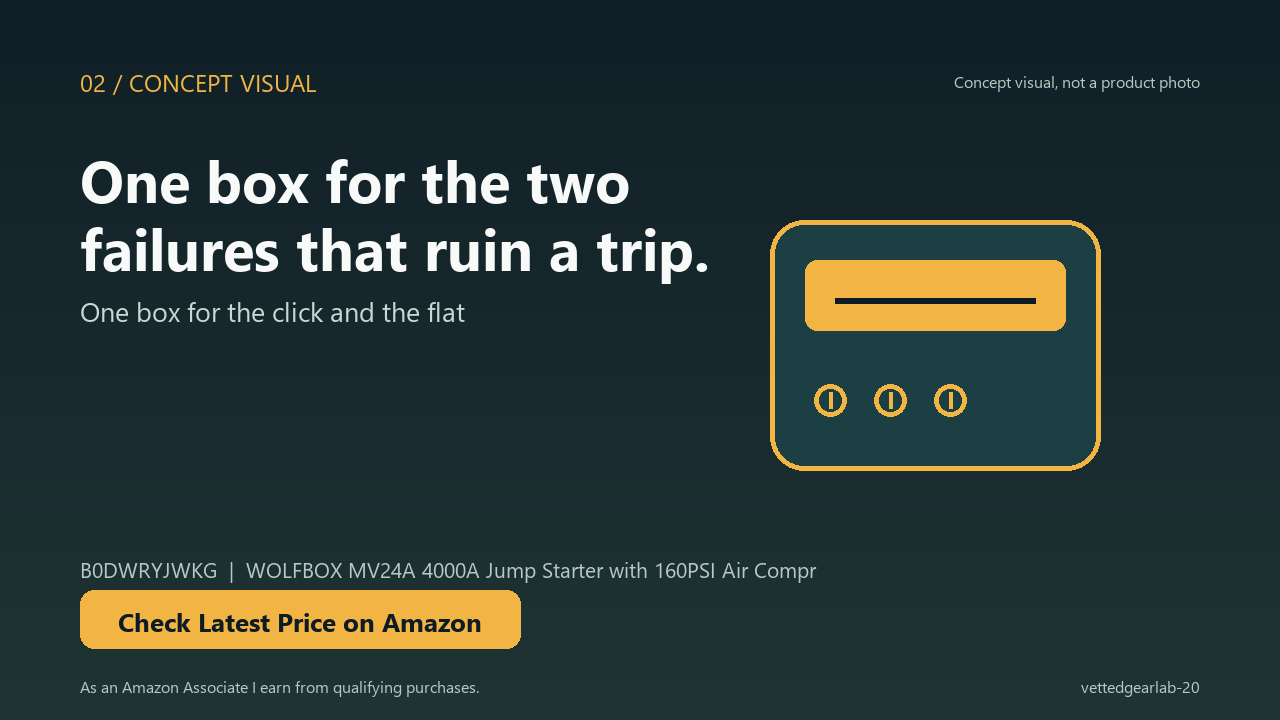 02 / CONCEPT VISUAL
Concept visual, not a product photo
One box for the two
failures that ruin a trip.
One box for the click and the flat
B0DWRYJWKG | WOLFBOX MV24A 4000A Jump Starter with 160PSI Air Compr
Check Latest Price on Amazon
As an Amazon Associate I earn from qualifying purchases.
vettedgearlab-20